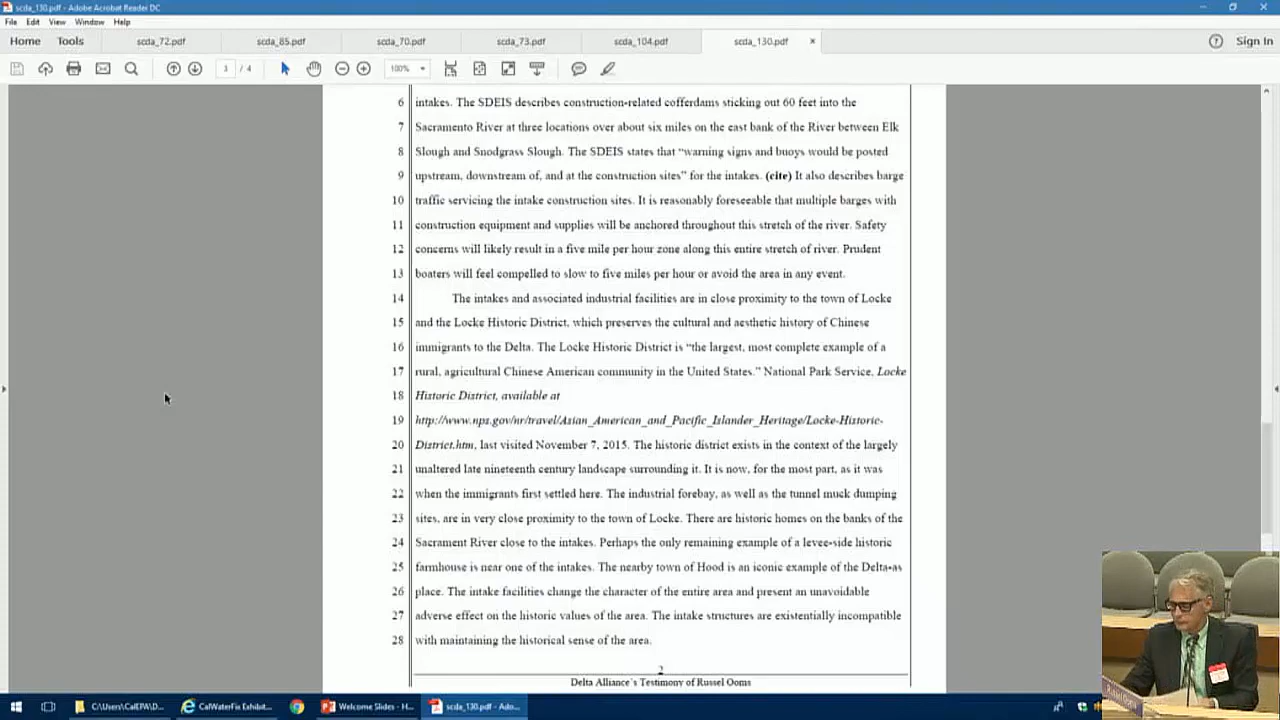 scda_130.pdf - Adobe Acrobat Reader DC
File Edit View Window Help
Home Tools scda_72.pdf scda_85.pdf scda_70.pdf scda_73.pdf scda_104.pdf scda_130.pdf × Sign In
3 / 4 100%
6 intakes. The SDEIS describes construction-related cofferdams sticking out 60 feet into the
7 Sacramento River at three locations over about six miles on the east bank of the River between Elk
8 Slough and Snodgrass Slough. The SDEIS states that “warning signs and buoys would be posted
9 upstream, downstream of, and at the construction sites” for the intakes. (cite) It also describes barge
10 traffic servicing the intake construction sites. It is reasonably foreseeable that multiple barges with
11 construction equipment and supplies will be anchored throughout this stretch of the river. Safety
12 concerns will likely result in a five mile per hour zone along this entire stretch of river. Prudent
13 boaters will feel compelled to slow to five miles per hour or avoid the area in any event.
14 The intakes and associated industrial facilities are in close proximity to the town of Locke
15 and the Locke Historic District, which preserves the cultural and aesthetic history of Chinese
16 immigrants to the Delta. The Locke Historic District is “the largest, most complete example of a
17 rural, agricultural Chinese American community in the United States.” National Park Service, Locke
18 Historic District, available at
19 http://www.nps.gov/nr/travel/Asian_American_and_Pacific_Islander_Heritage/Locke-Historic-
20 District.htm, last visited November 7, 2015. The historic district exists in the context of the largely
21 unaltered late nineteenth century landscape surrounding it. It is now, for the most part, as it was
22 when the immigrants first settled here. The industrial forebay, as well as the tunnel muck dumping
23 sites, are in very close proximity to the town of Locke. There are historic homes on the banks of the
24 Sacrament River close to the intakes. Perhaps the only remaining example of a levee-side historic
25 farmhouse is near one of the intakes. The nearby town of Hood is an iconic example of the Delta-as
26 place. The intake facilities change the character of the entire area and present an unavoidable
27 adverse effect on the historic values of the area. The intake structures are existentially incompatible
28 with maintaining the historical sense of the area.
2
Delta Alliance's Testimony of Russel Ooms
C:\Users\CalEPA\D... CalWaterFix Exhibit... Welcome Slides - H... scda_130.pdf - Ado...